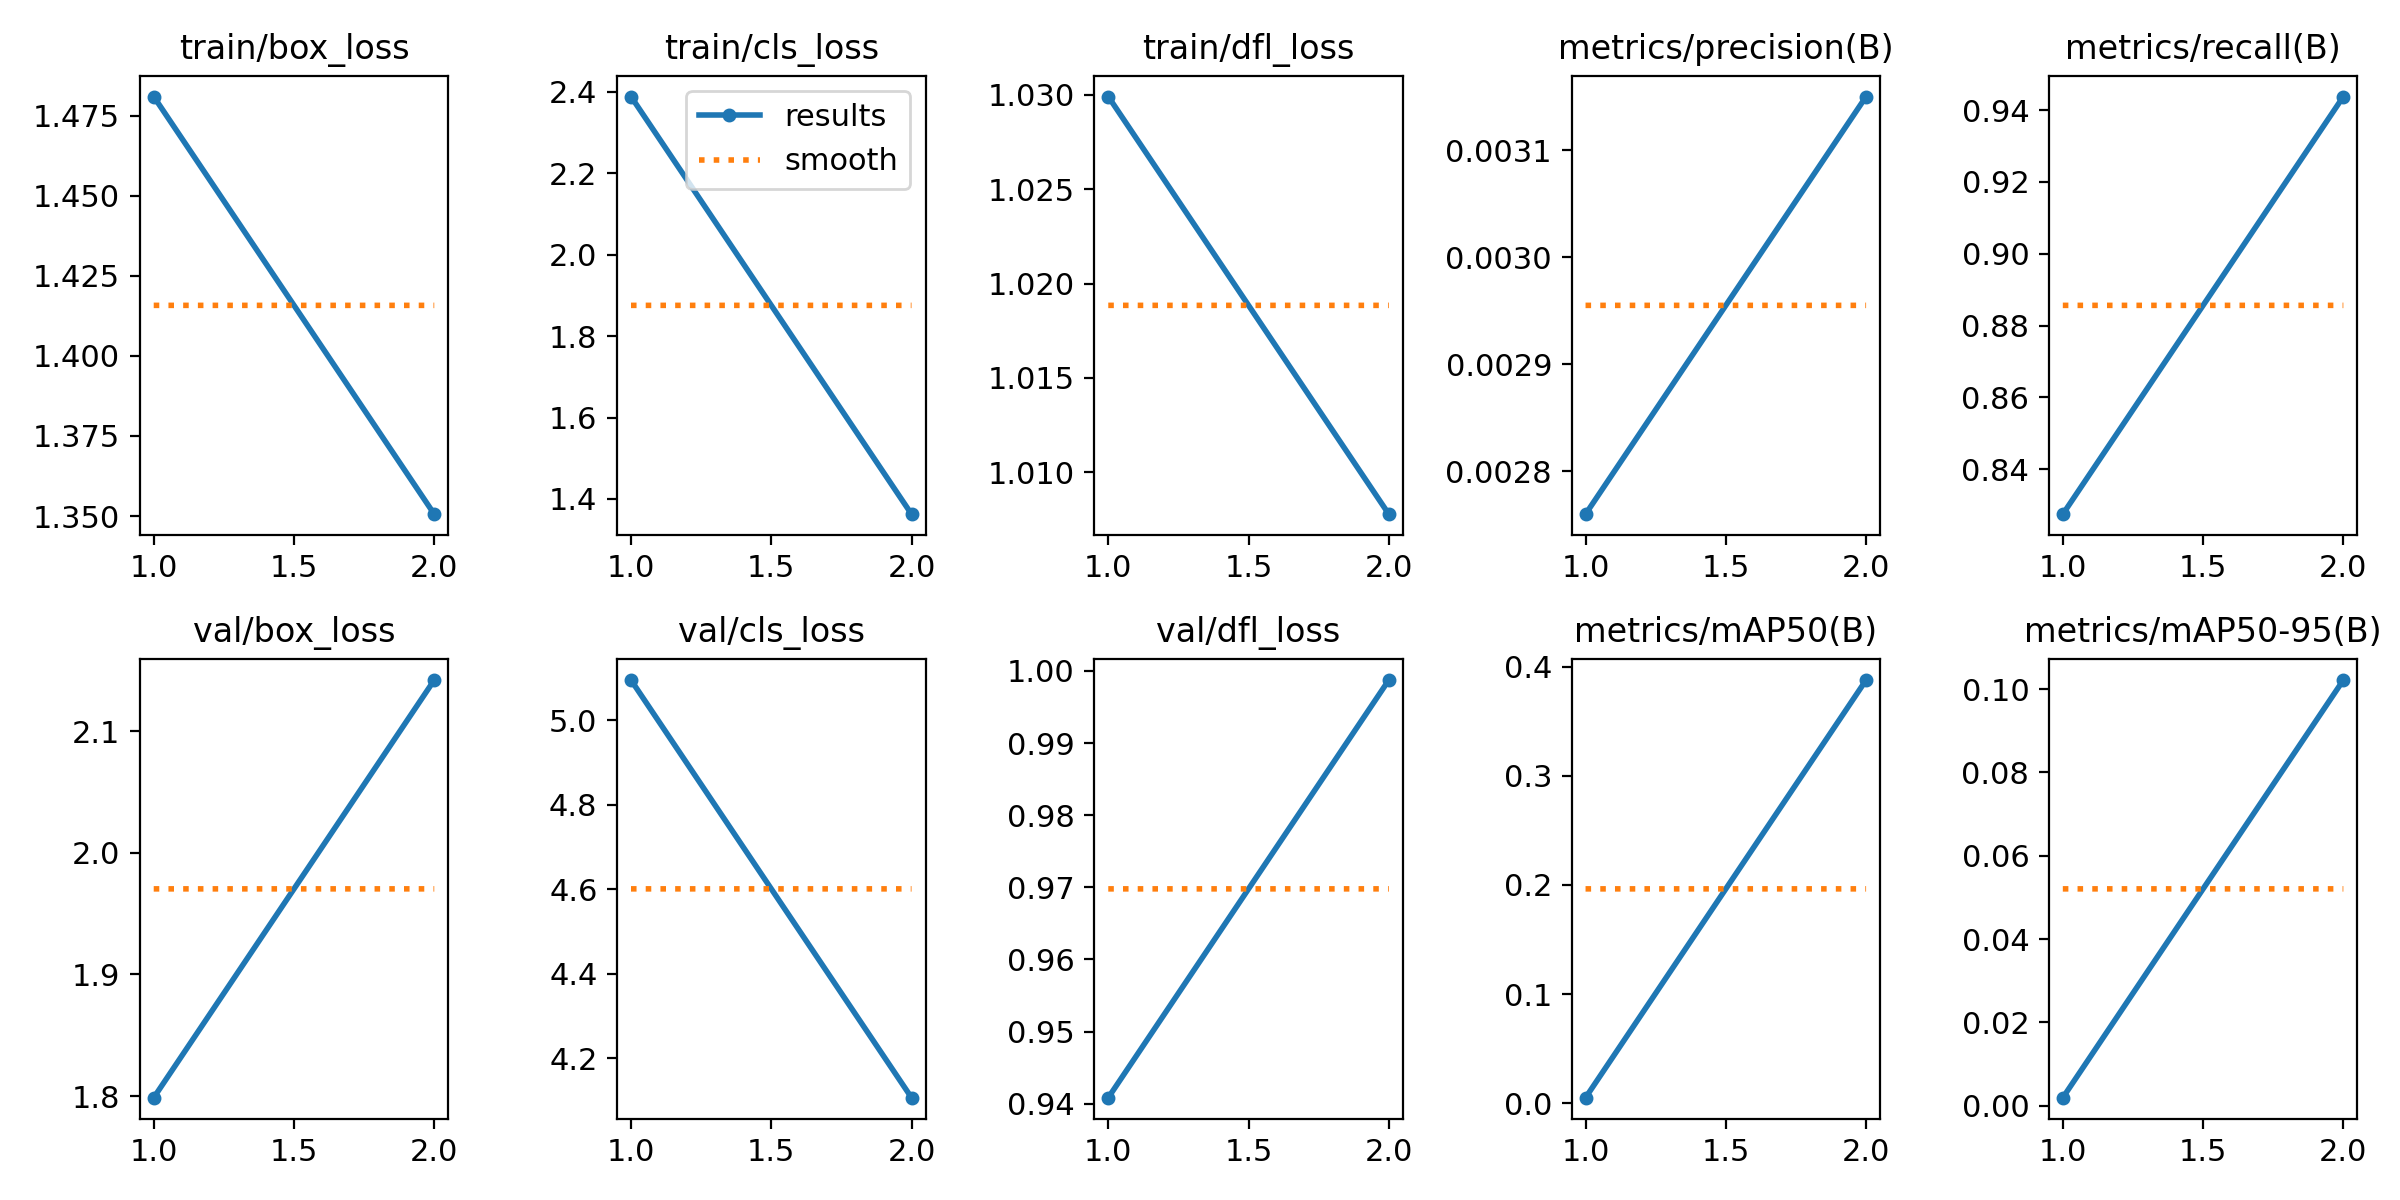 train/box_loss
1.475
1.450
1.425
1.400
1.375
1.350
1.0 1.5 2.0
train/cls_loss
results
smooth
2.4
2.2
2.0
1.8
1.6
1.4
1.0 1.5 2.0
train/dfl_loss
1.030
1.025
1.020
1.015
1.010
1.0 1.5 2.0
metrics/precision(B)
0.0031
0.0030
0.0029
0.0028
1.0 1.5 2.0
metrics/recall(B)
0.94
0.92
0.90
0.88
0.86
0.84
1.0 1.5 2.0
val/box_loss
2.1
2.0
1.9
1.8
1.0 1.5 2.0
val/cls_loss
5.0
4.8
4.6
4.4
4.2
1.0 1.5 2.0
val/dfl_loss
1.00
0.99
0.98
0.97
0.96
0.95
0.94
1.0 1.5 2.0
metrics/mAP50(B)
0.4
0.3
0.2
0.1
0.0
1.0 1.5 2.0
metrics/mAP50-95(B)
0.10
0.08
0.06
0.04
0.02
0.00
1.0 1.5 2.0